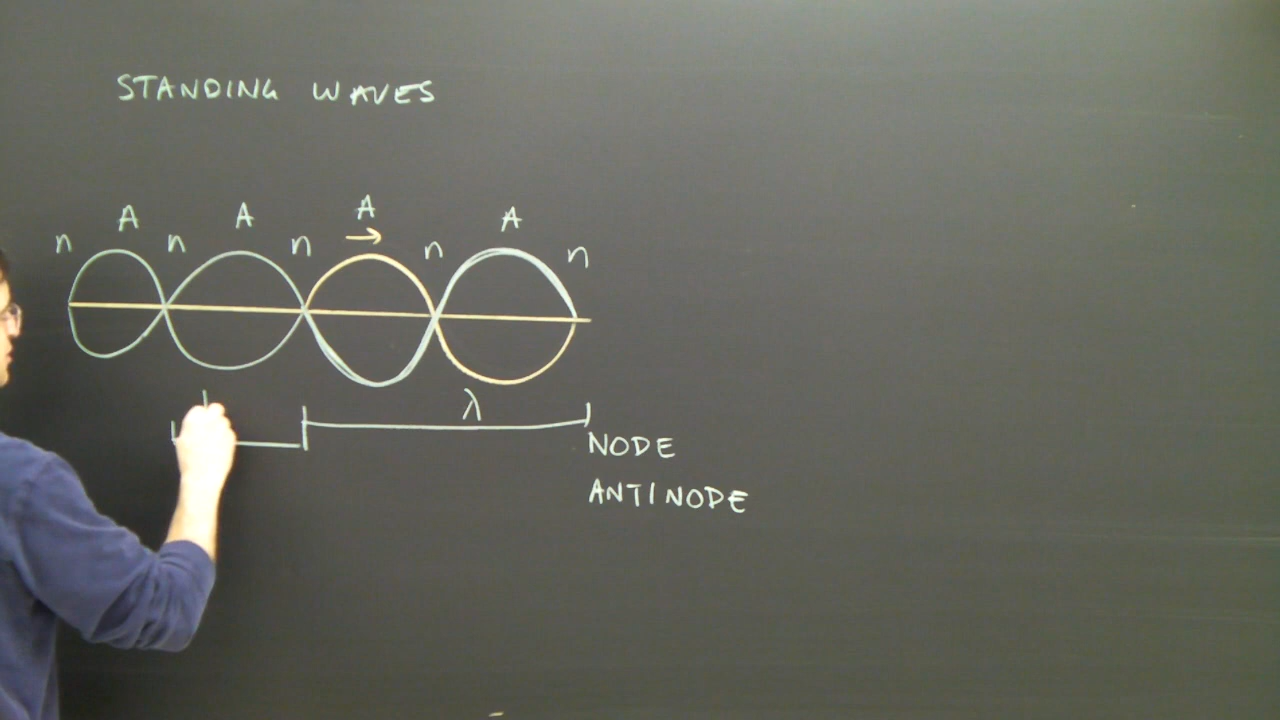 STANDING WAVES
A A A A
n n n n n
λ
NODE
ANTINODE